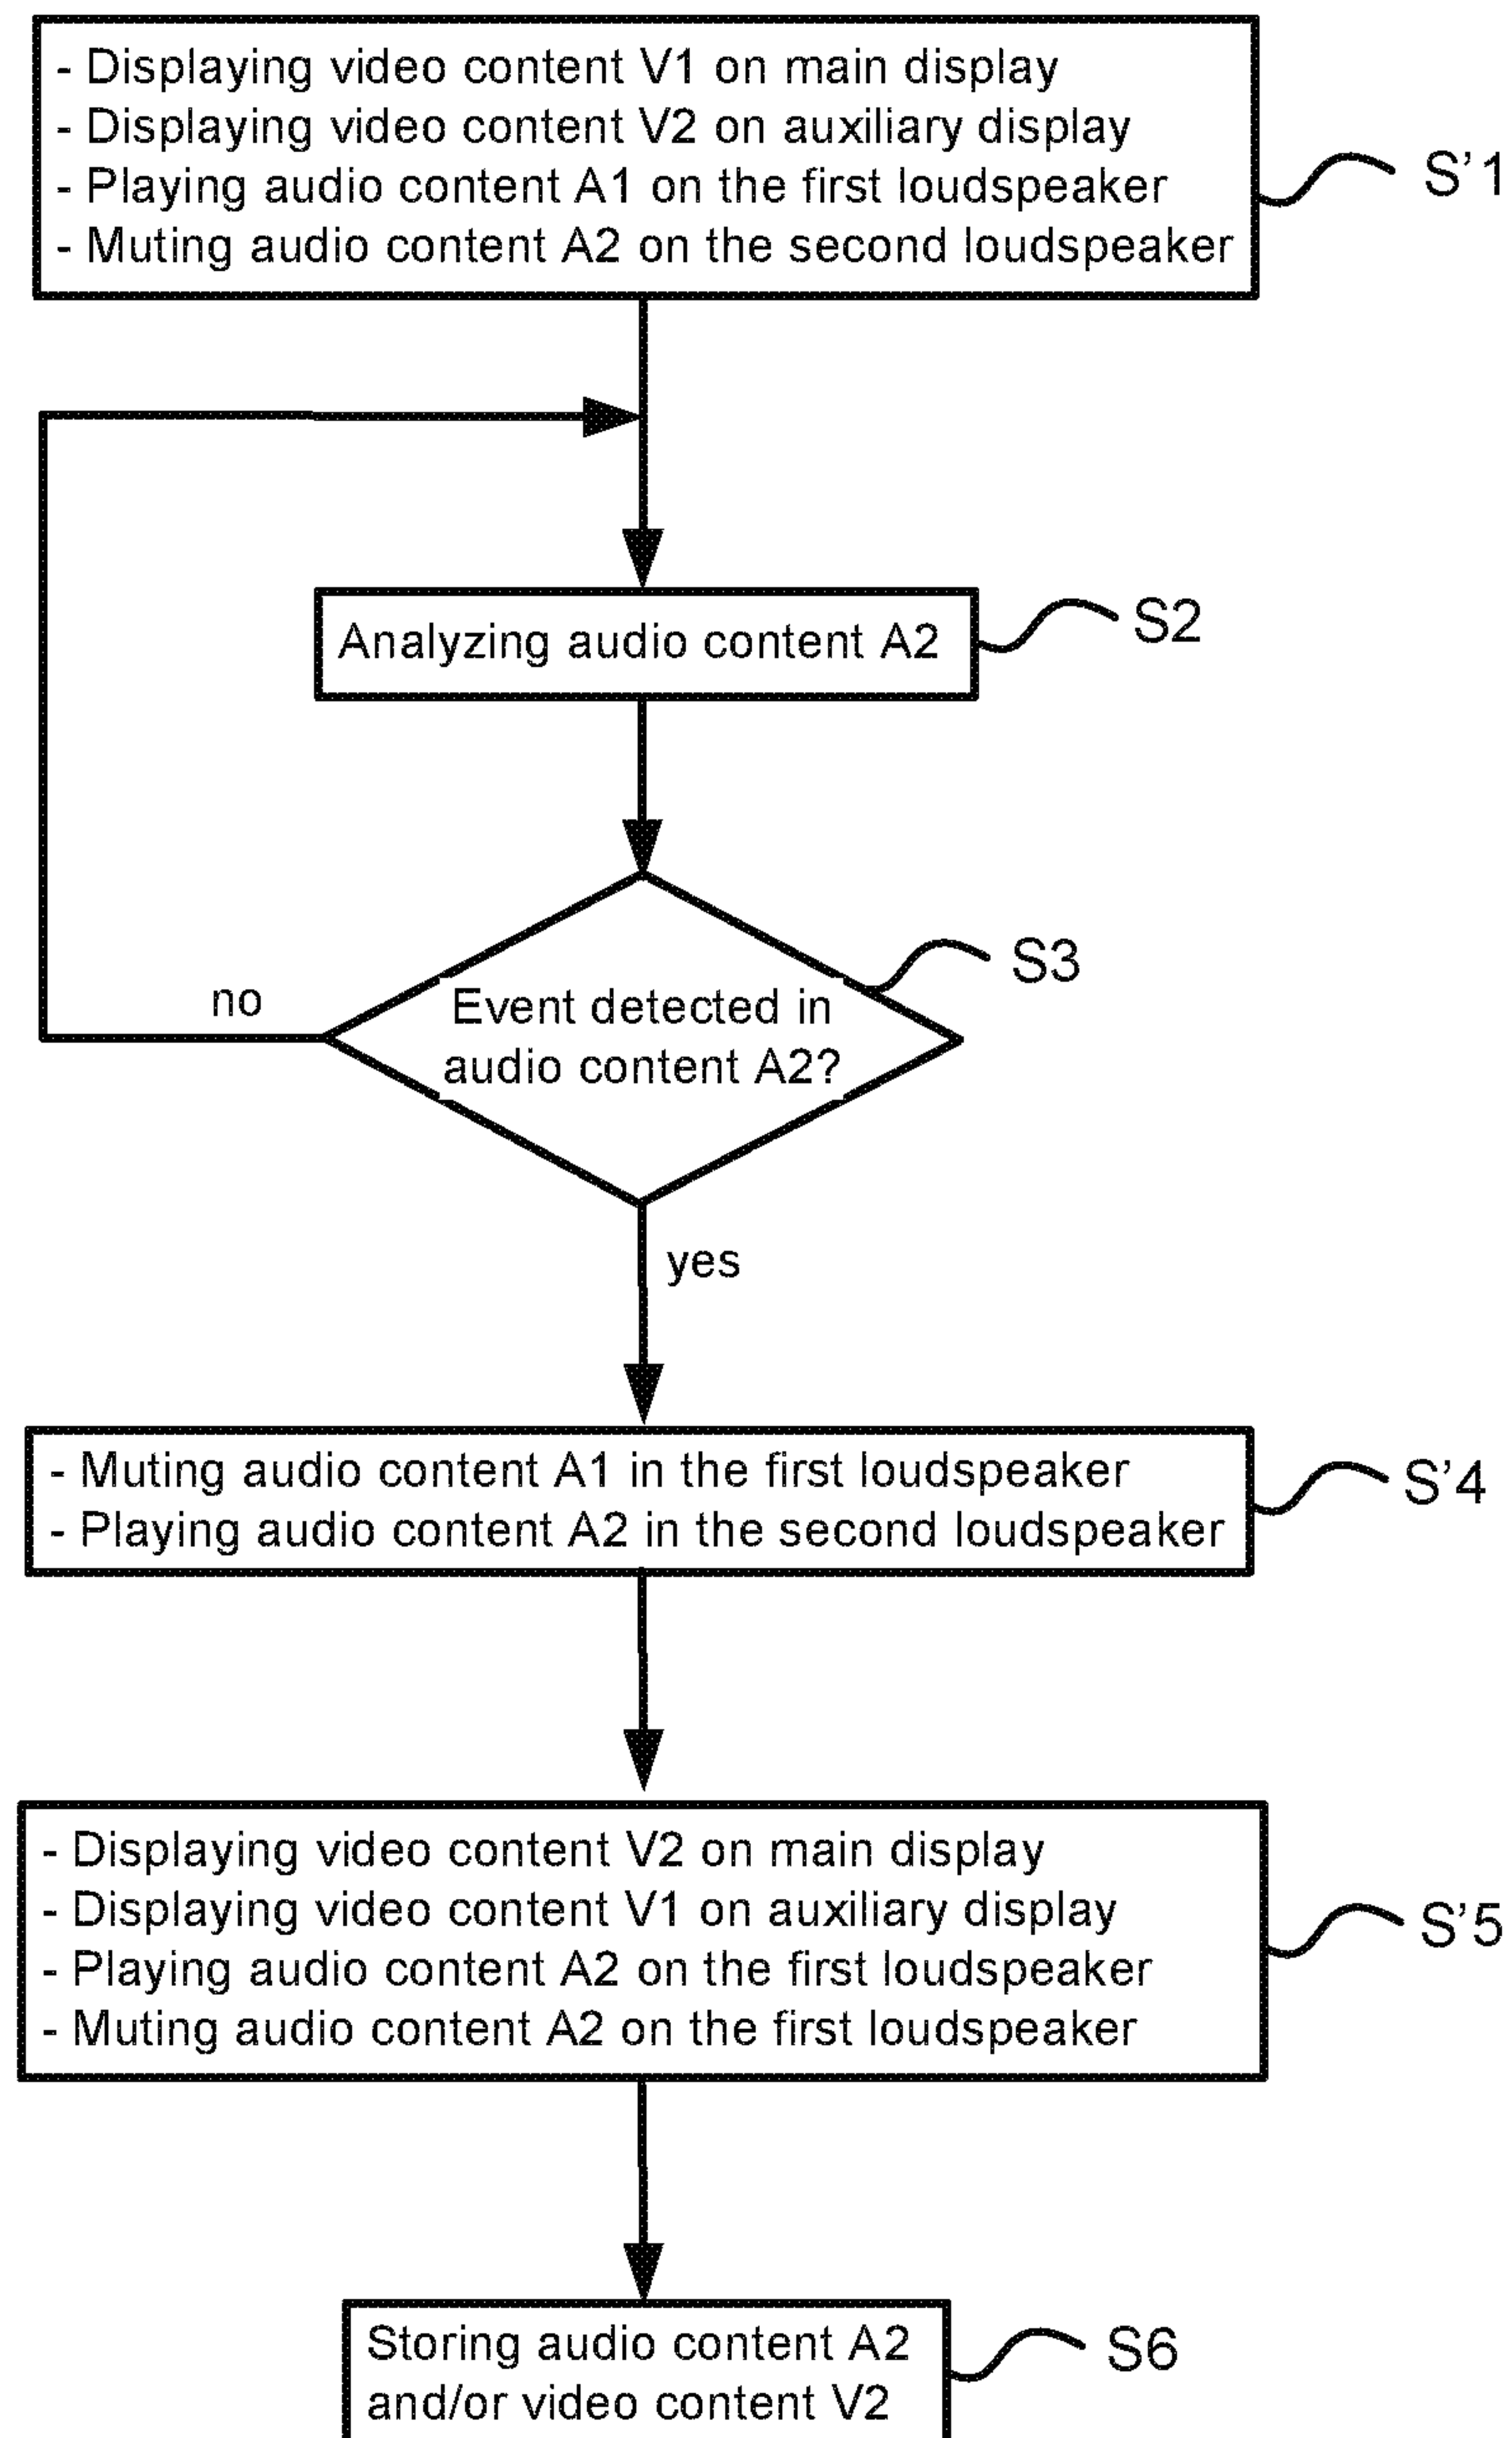 - Displaying video content V1 on main display
- Displaying video content V2 on auxiliary display
- Playing audio content A1 on the first loudspeaker
- Muting audio content A2 on the second loudspeaker
S’1
Analyzing audio content A2
S2
Event detected in
audio content A2?
S3
no
yes
- Muting audio content A1 in the first loudspeaker
- Playing audio content A2 in the second loudspeaker
S’4
- Displaying video content V2 on main display
- Displaying video content V1 on auxiliary display
- Playing audio content A2 on the first loudspeaker
- Muting audio content A2 on the first loudspeaker
S’5
Storing audio content A2
and/or video content V2
S6